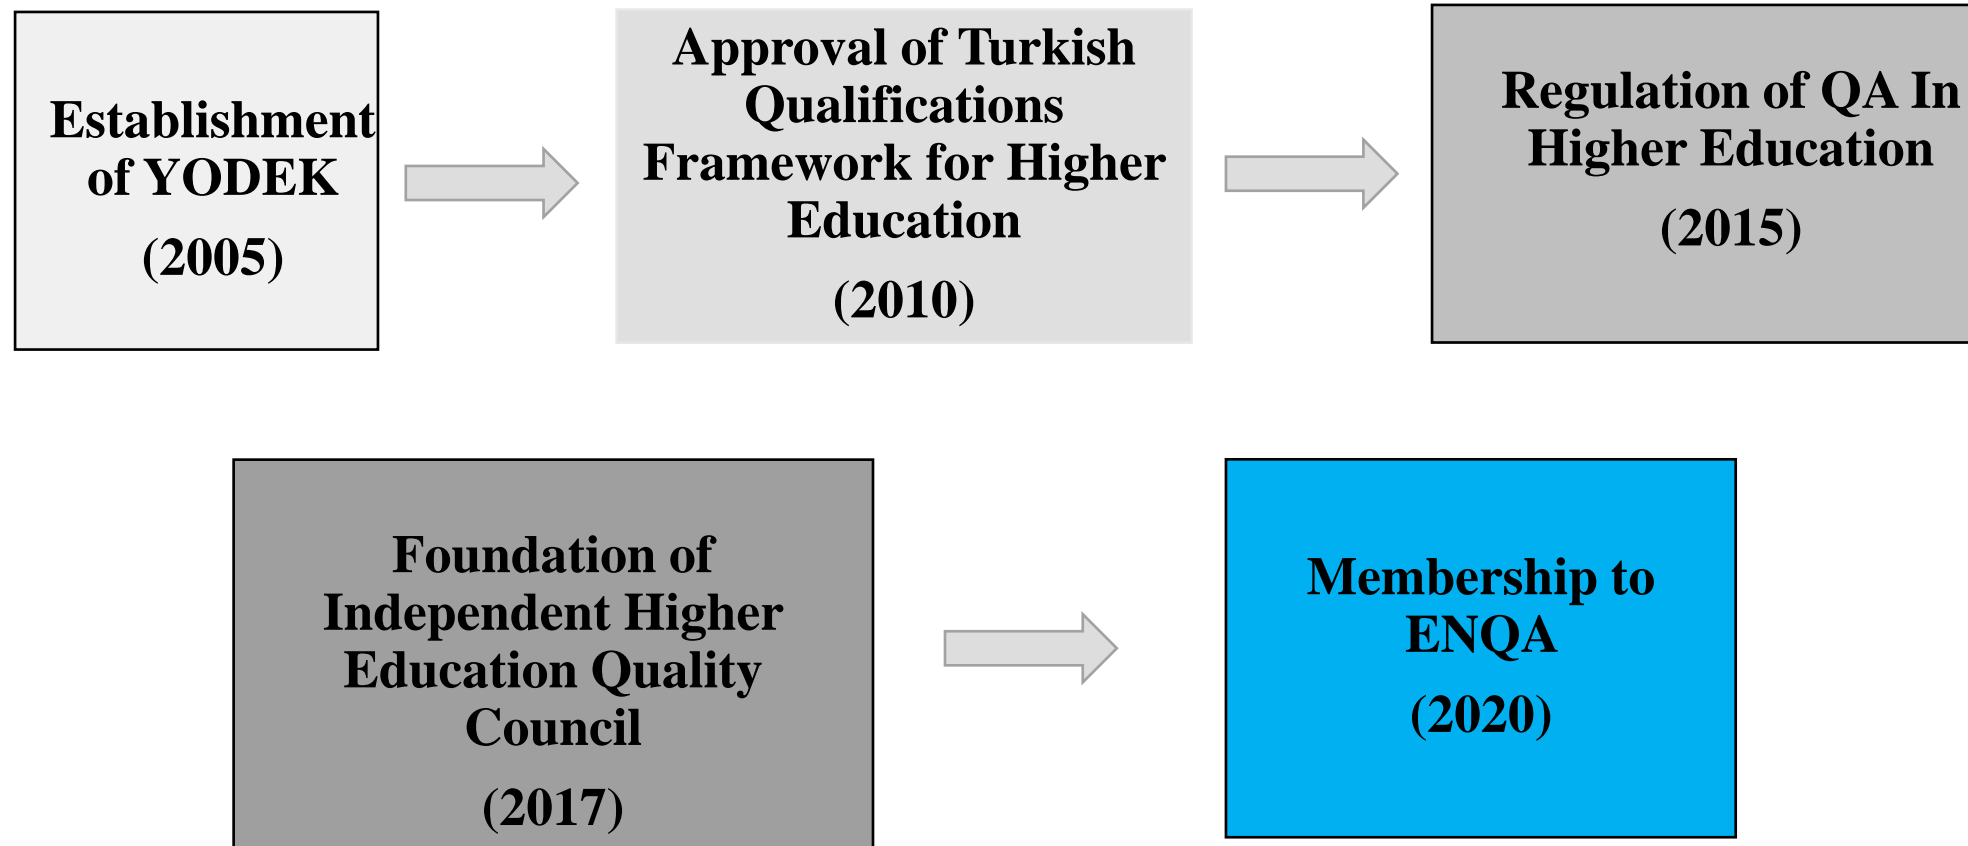 Establishment
of YODEK
(2005)
Approval of Turkish
Qualifications
Framework for Higher
Education
(2010)
Regulation of QA In
Higher Education
(2015)
Foundation of
Independent Higher
Education Quality
Council
(2017)
Membership to
ENQA
(2020)